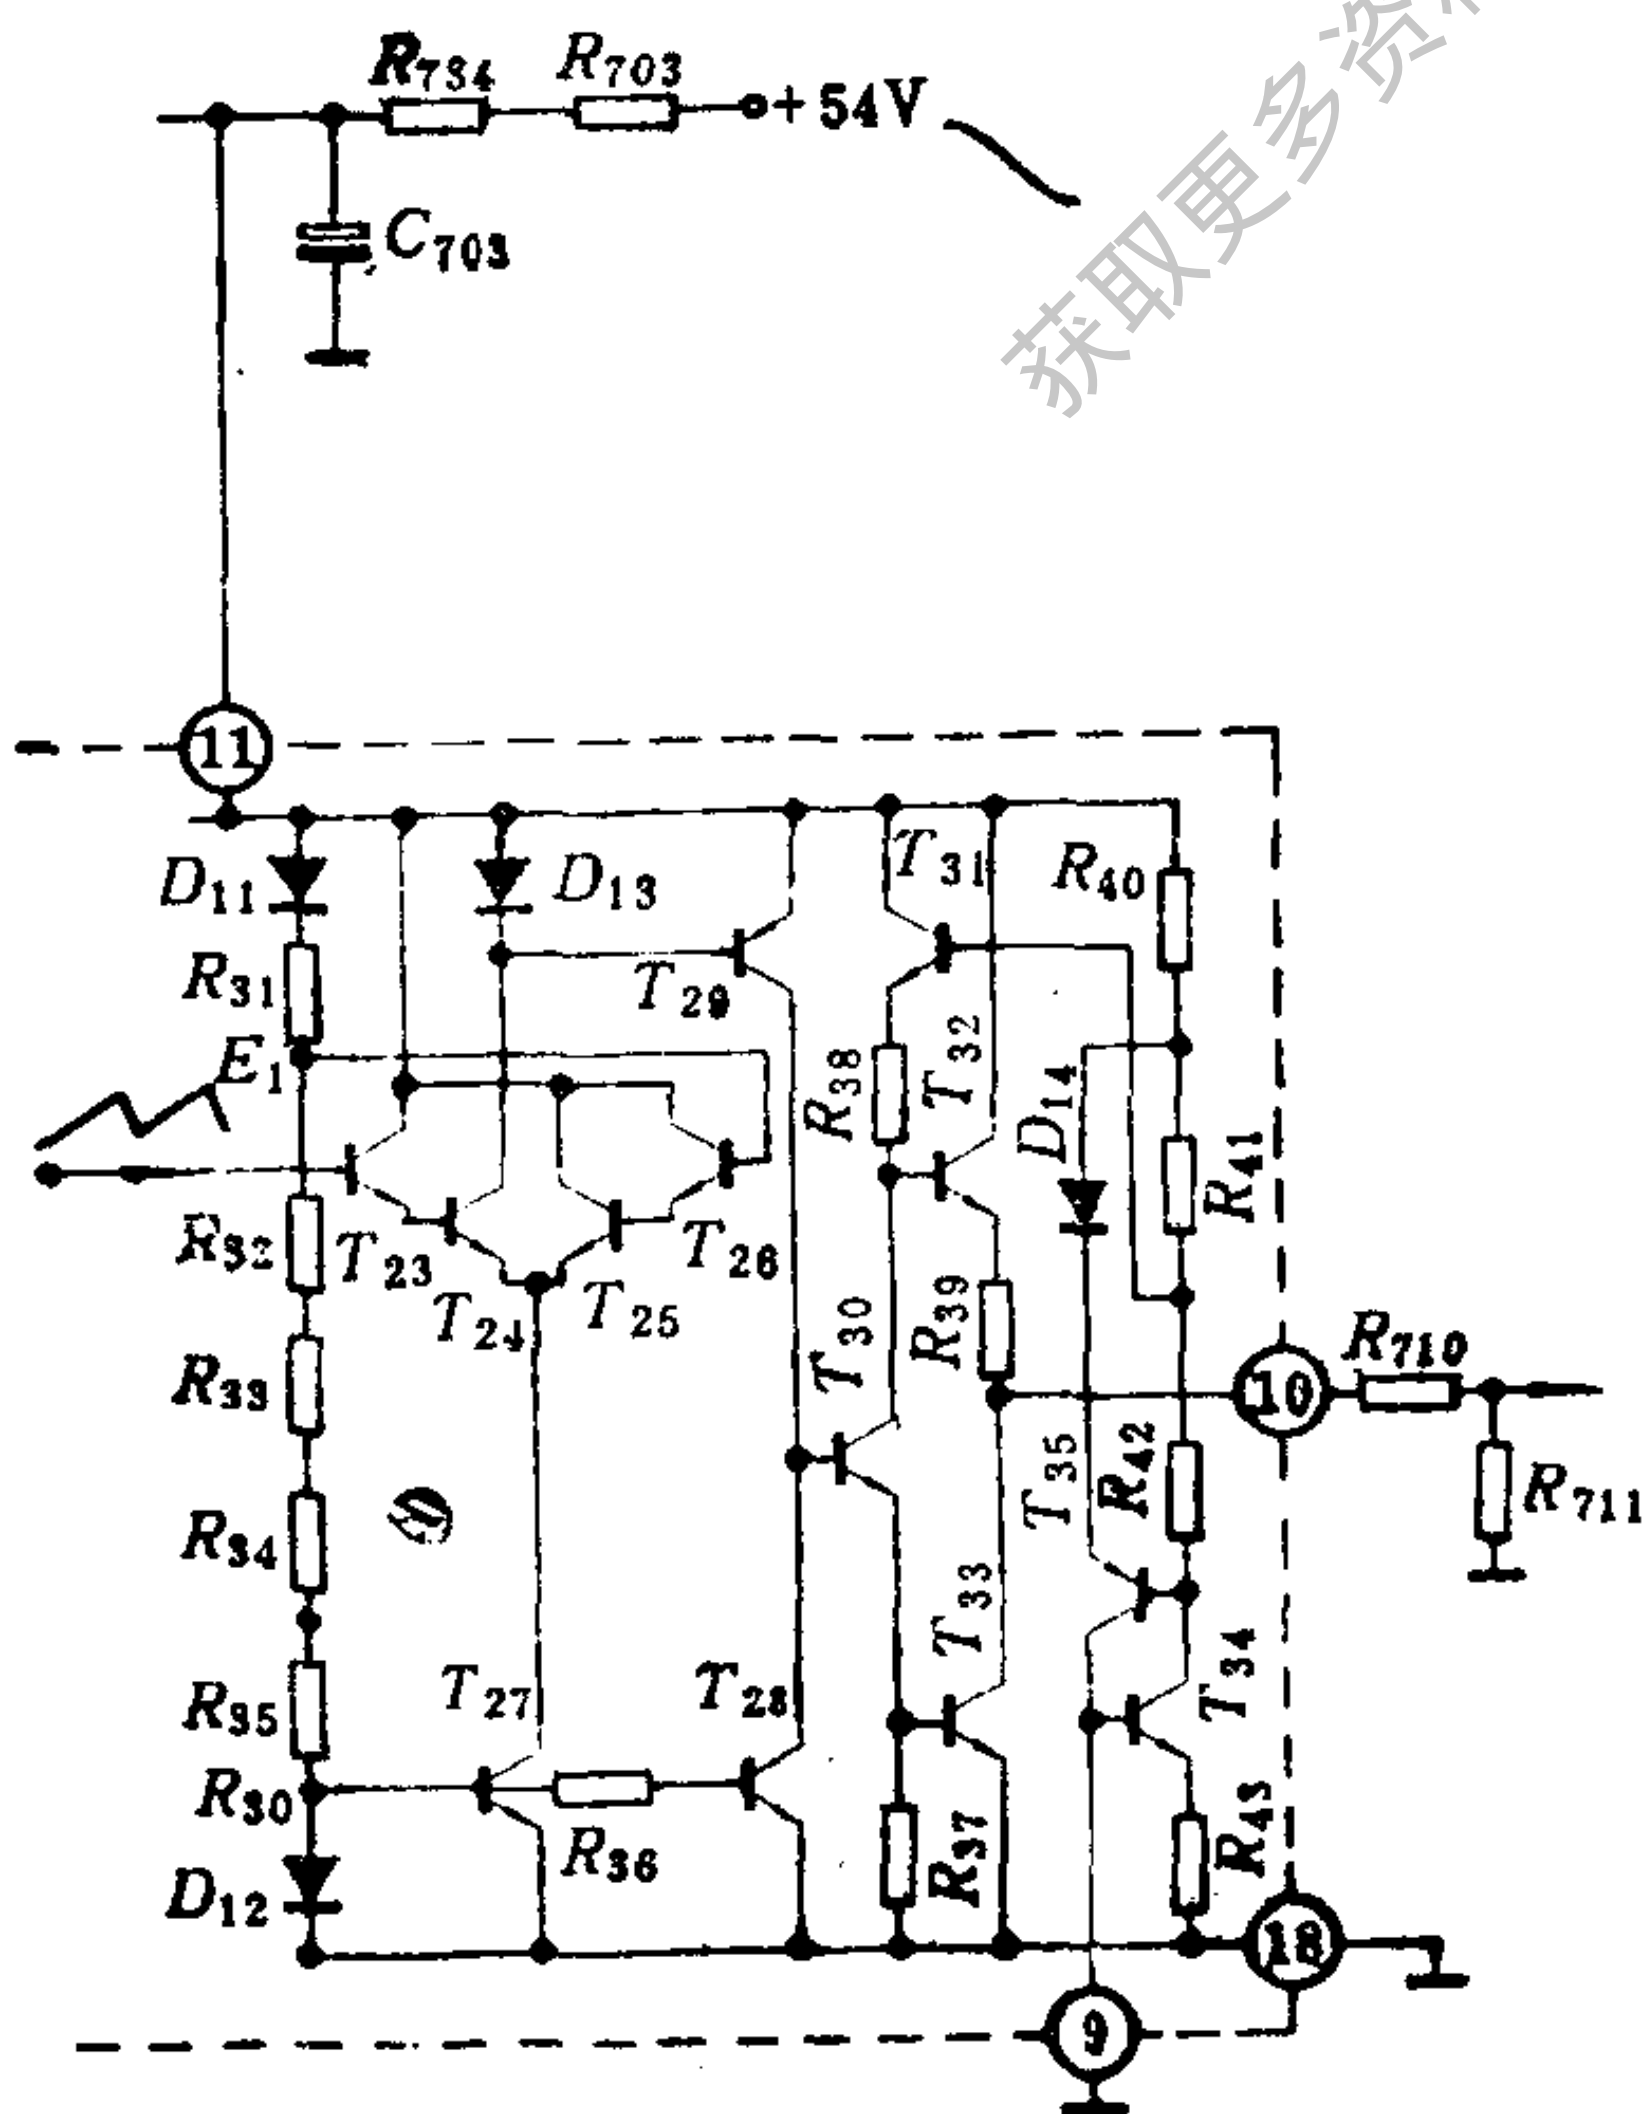 获取更多资
R734 R703
+54V
C703
11
D11 D13 T31 R40
R31 T29
E1 R38 T32 D14 R41
R32 T23 T24 T25 T26
T30 R39
R33
10 R710
R34 T35 R42 R711
R35 T27 T28 T33 T34
R30
R36 R37 R43
D12
18
9